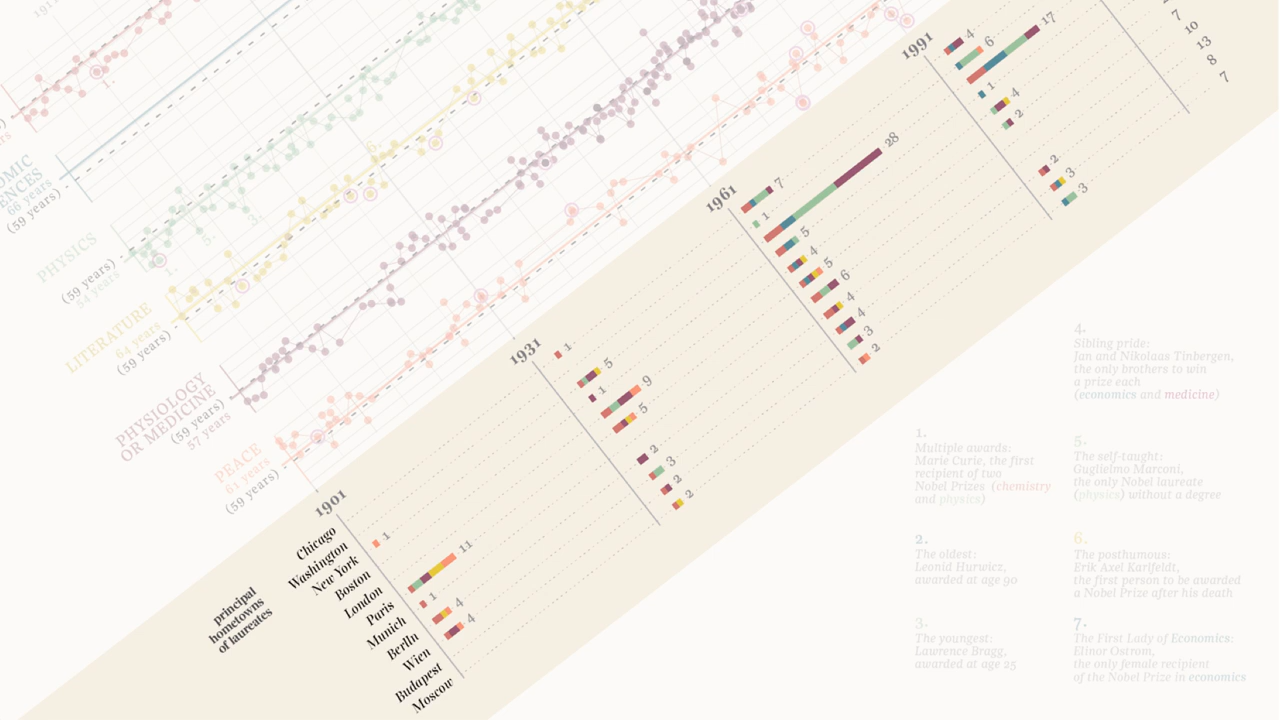 1911
OMIC
ENCES
66 years
(59 years)
PHYSICS
(59 years)
54 years
LITERATURE
64 years
(59 years)
PHYSIOLOGY
OR MEDICINE
(59 years)
57 years
PEACE
61 years
(59 years)
1.
3.
5.
6.
1901
1
11
1
4
4
1931
1
5
1
9
5
2
3
2
2
1961
7
1
28
5
4
5
6
4
4
3
2
1991
4
6
17
1
4
2
2
3
3
7
10
13
8
7
principal
hometowns
of laureates
Chicago
Washington
New York
Boston
London
Paris
Munich
Berlin
Wien
Budapest
Moscow
1.
Multiple awards:
Marie Curie, the first
recipient of two
Nobel Prizes (chemistry
and physics)
2.
The oldest:
Leonid Hurwicz,
awarded at age 90
3.
The youngest:
Lawrence Bragg,
awarded at age 25
4.
Sibling pride:
Jan and Nikolaas Tinbergen,
the only brothers to win
a prize each
(economics and medicine)
5.
The self-taught:
Guglielmo Marconi,
the only Nobel laureate
(physics) without a degree
6.
The posthumous:
Erik Axel Karlfeldt,
the first person to be awarded
a Nobel Prize after his death
7.
The First Lady of Economics:
Elinor Ostrom,
the only female recipient
of the Nobel Prize in economics